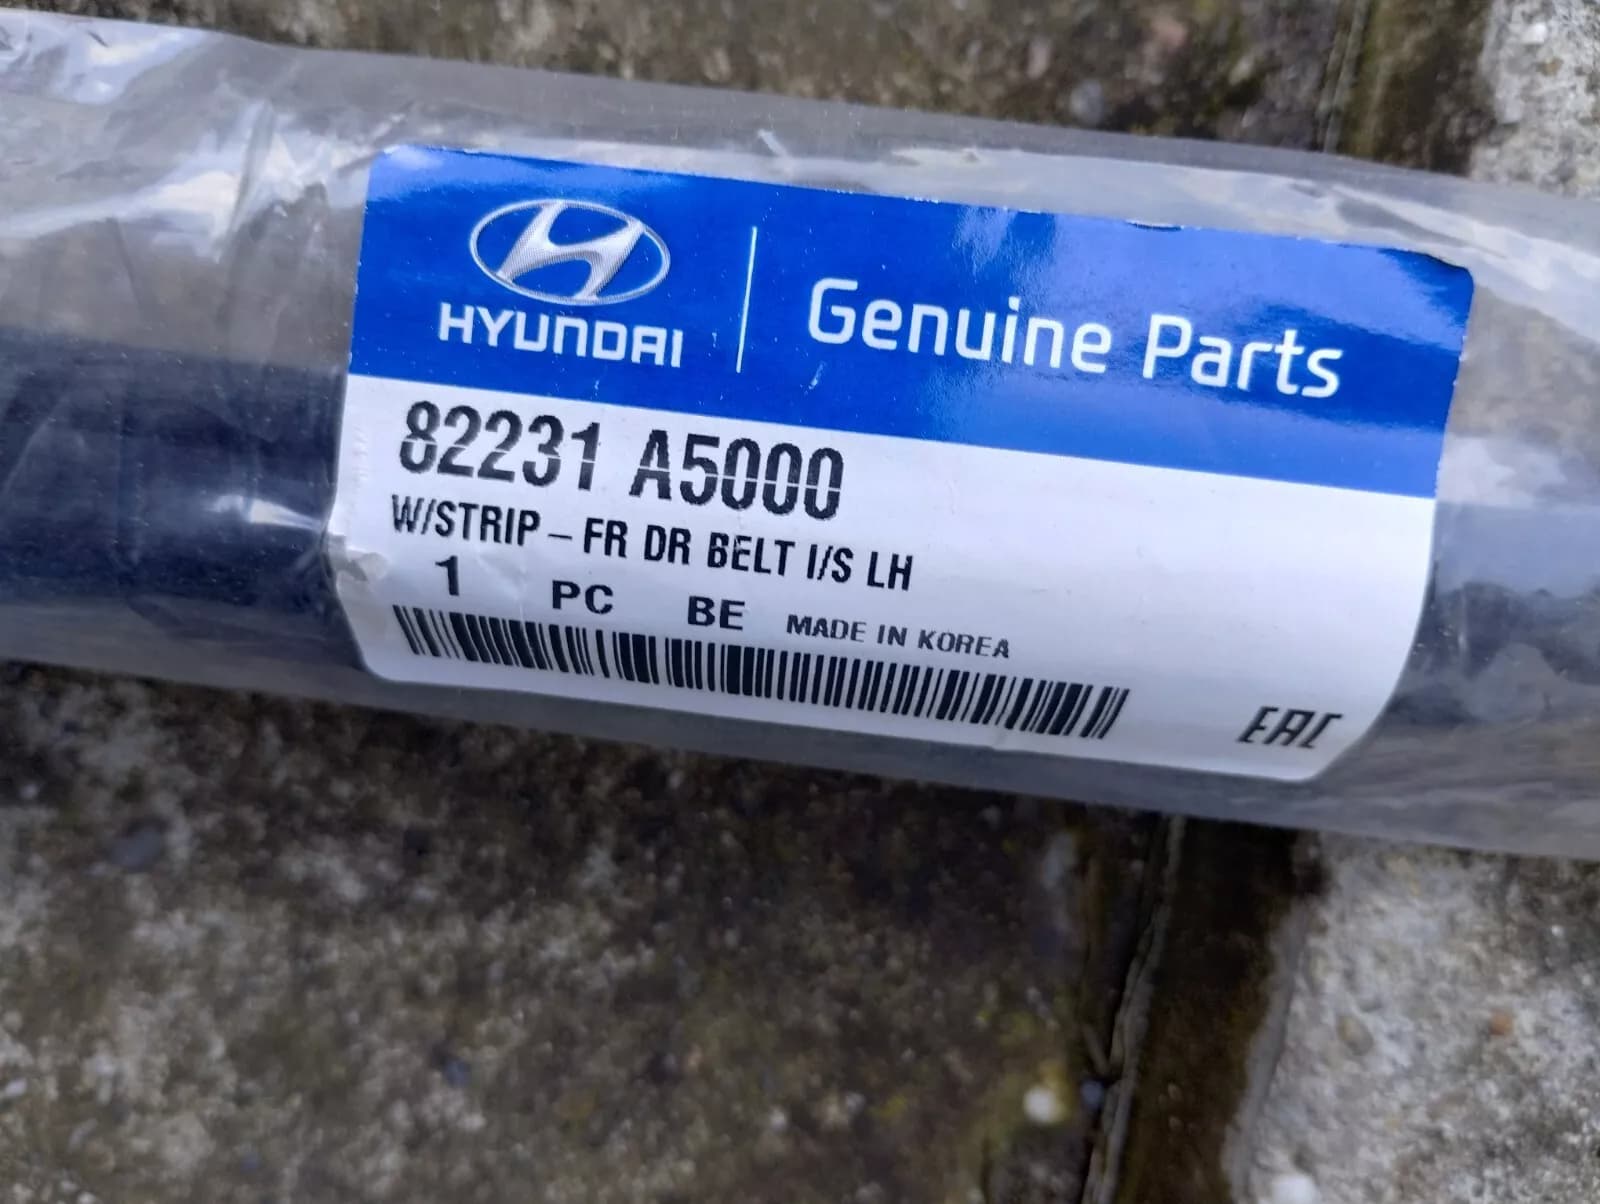 HYUNDAI
Genuine Parts
82231 A5000
W/STRIP – FR DR BELT I/S LH
1 PC BE MADE IN KOREA
EAC